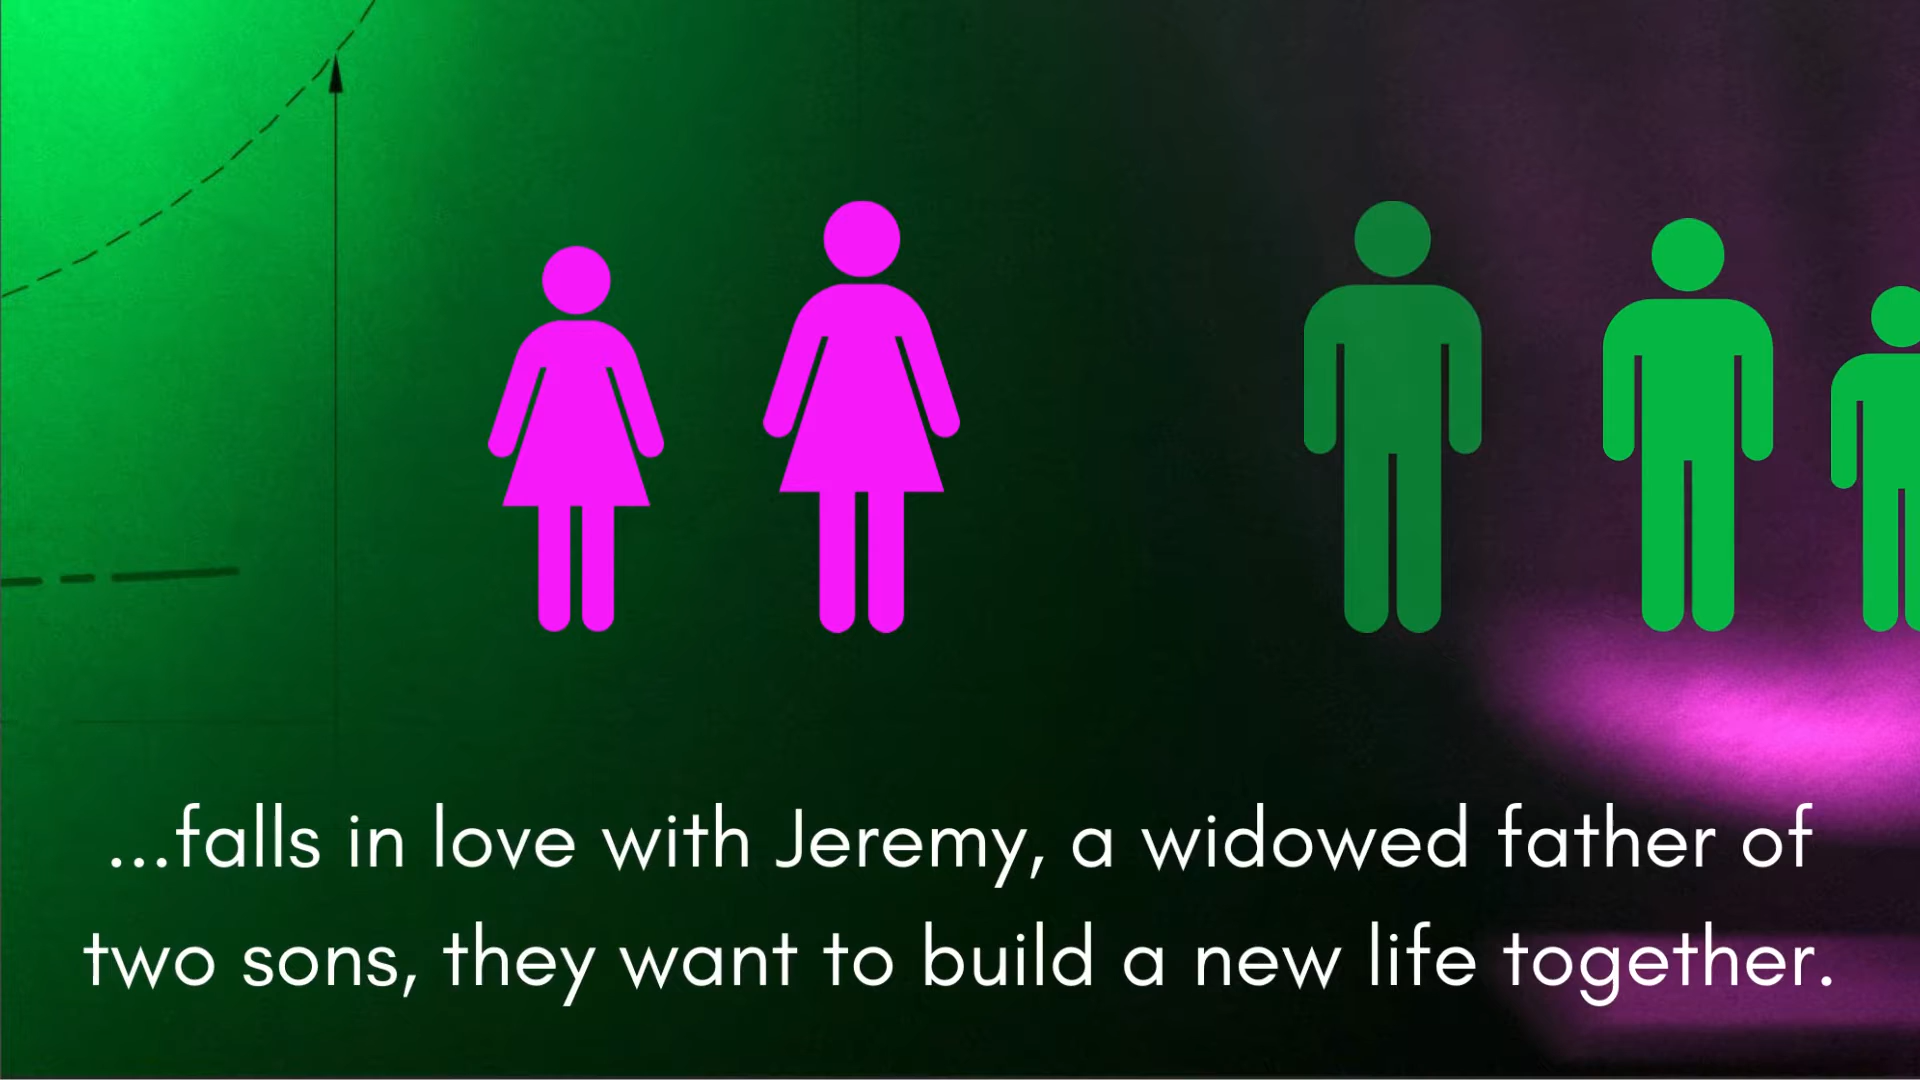 ...falls in love with Jeremy, a widowed father of
two sons, they want to build a new life together.